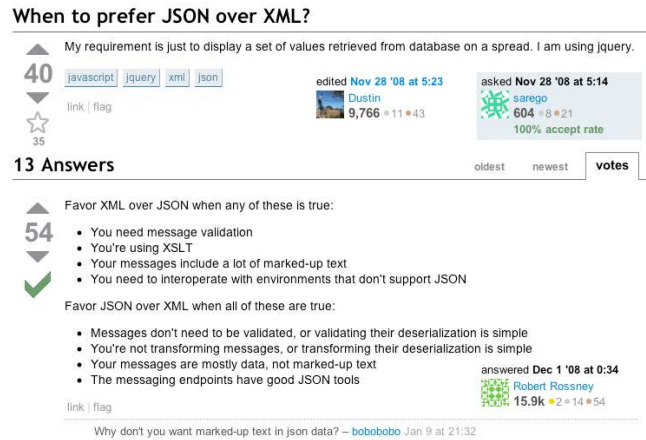 When to prefer JSON over XML?
My requirement is just to display a set of values retrieved from database on a spread. I am using jquery.
40
javascript jquery xml json
edited Nov 28 '08 at 5:23
Dustin
9,766 11 43
asked Nov 28 '08 at 5:14
sarego
604 8 21
100% accept rate
link | flag
35
13 Answers
oldest newest votes
Favor XML over JSON when any of these is true:
54
• You need message validation
• You're using XSLT
• Your messages include a lot of marked-up text
• You need to interoperate with environments that don't support JSON
Favor JSON over XML when all of these are true:
• Messages don't need to be validated, or validating their deserialization is simple
• You're not transforming messages, or transforming their deserialization is simple
• Your messages are mostly data, not marked-up text
• The messaging endpoints have good JSON tools
answered Dec 1 '08 at 0:34
Robert Rossney
15.9k 2 14 54
link | flag
Why don't you want marked-up text in json data? – bobobobo Jan 9 at 21:32